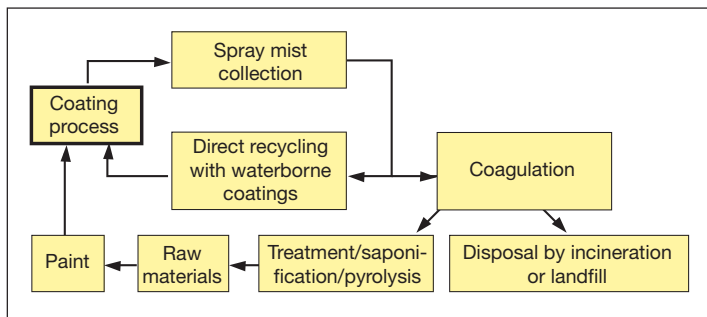 Spray mist
collection
Coating
process
Direct recycling
with waterborne
coatings
Coagulation
Paint
Raw
materials
Treatment/saponi-
fication/pyrolysis
Disposal by incineration
or landfill